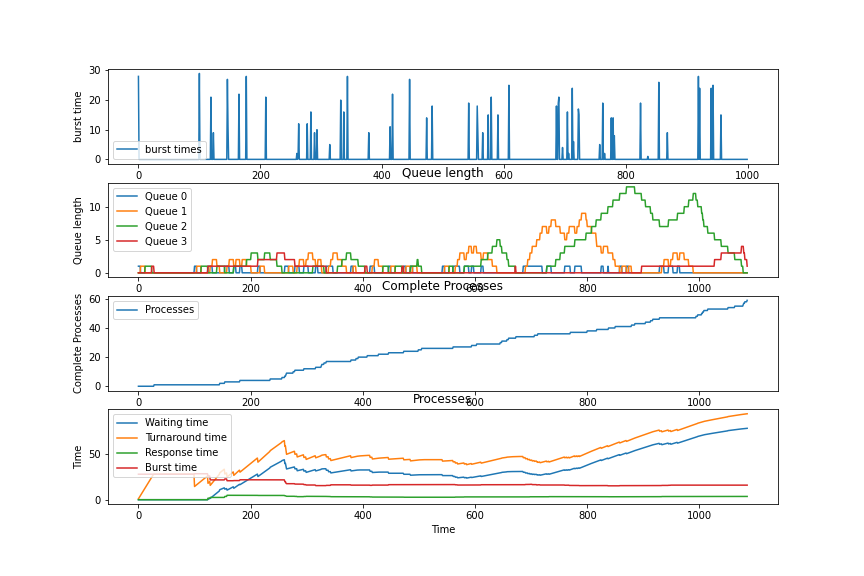 30
20
10
0
burst time
burst times
0 200 400 600 800 1000
Queue length
10
5
0
Queue length
Queue 0
Queue 1
Queue 2
Queue 3
0 200 400 600 800 1000
Complete Processes
60
40
20
0
Complete Processes
Processes
0 200 400 600 800 1000
Processes
50
0
Time
Waiting time
Turnaround time
Response time
Burst time
0 200 400 600 800 1000
Time